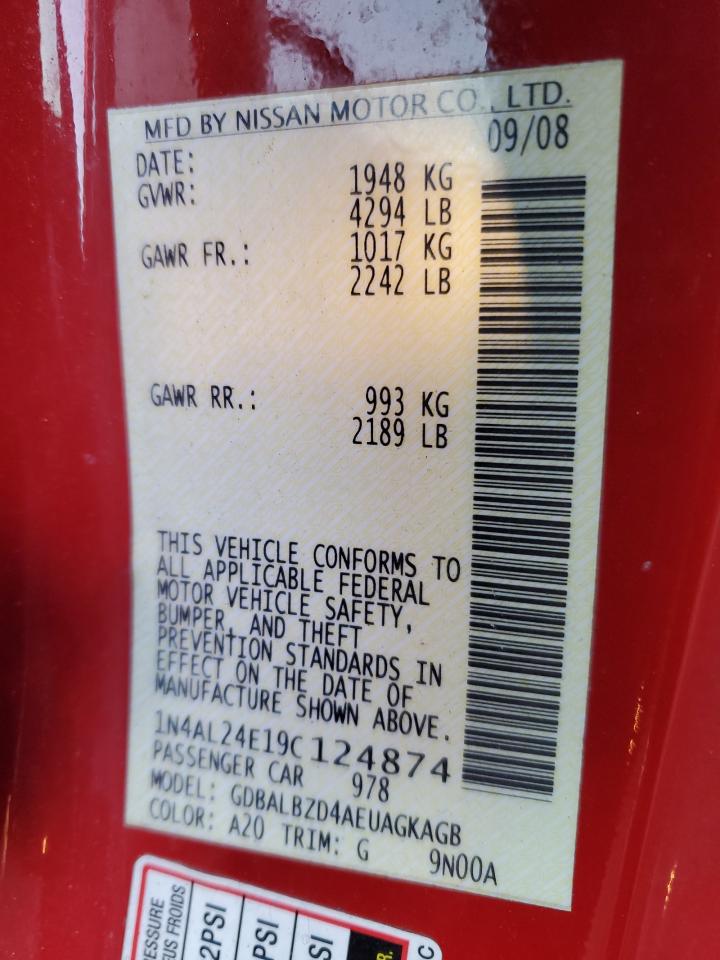 MFD BY NISSAN MOTOR CO., LTD.
DATE: 09/08
GVWR: 1948 KG
4294 LB
GAWR FR.: 1017 KG
2242 LB
GAWR RR.: 993 KG
2189 LB
THIS VEHICLE CONFORMS TO
ALL APPLICABLE FEDERAL
MOTOR VEHICLE SAFETY,
BUMPER, AND THEFT
PREVENTION STANDARDS IN
EFFECT ON THE DATE OF
MANUFACTURE SHOWN ABOVE.
1N4AL24E19C124874
PASSENGER CAR 978
MODEL: GDBALBZD4AEUAGKAGB
COLOR: A20 TRIM: G 9N00A